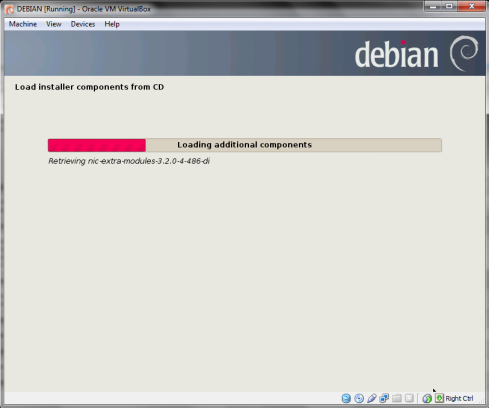 DEBIAN [Running] - Oracle VM VirtualBox
Machine View Devices Help
debian
Load installer components from CD
Loading additional components
Retrieving nic-extra-modules-3.2.0-4-486-di
Right Ctrl